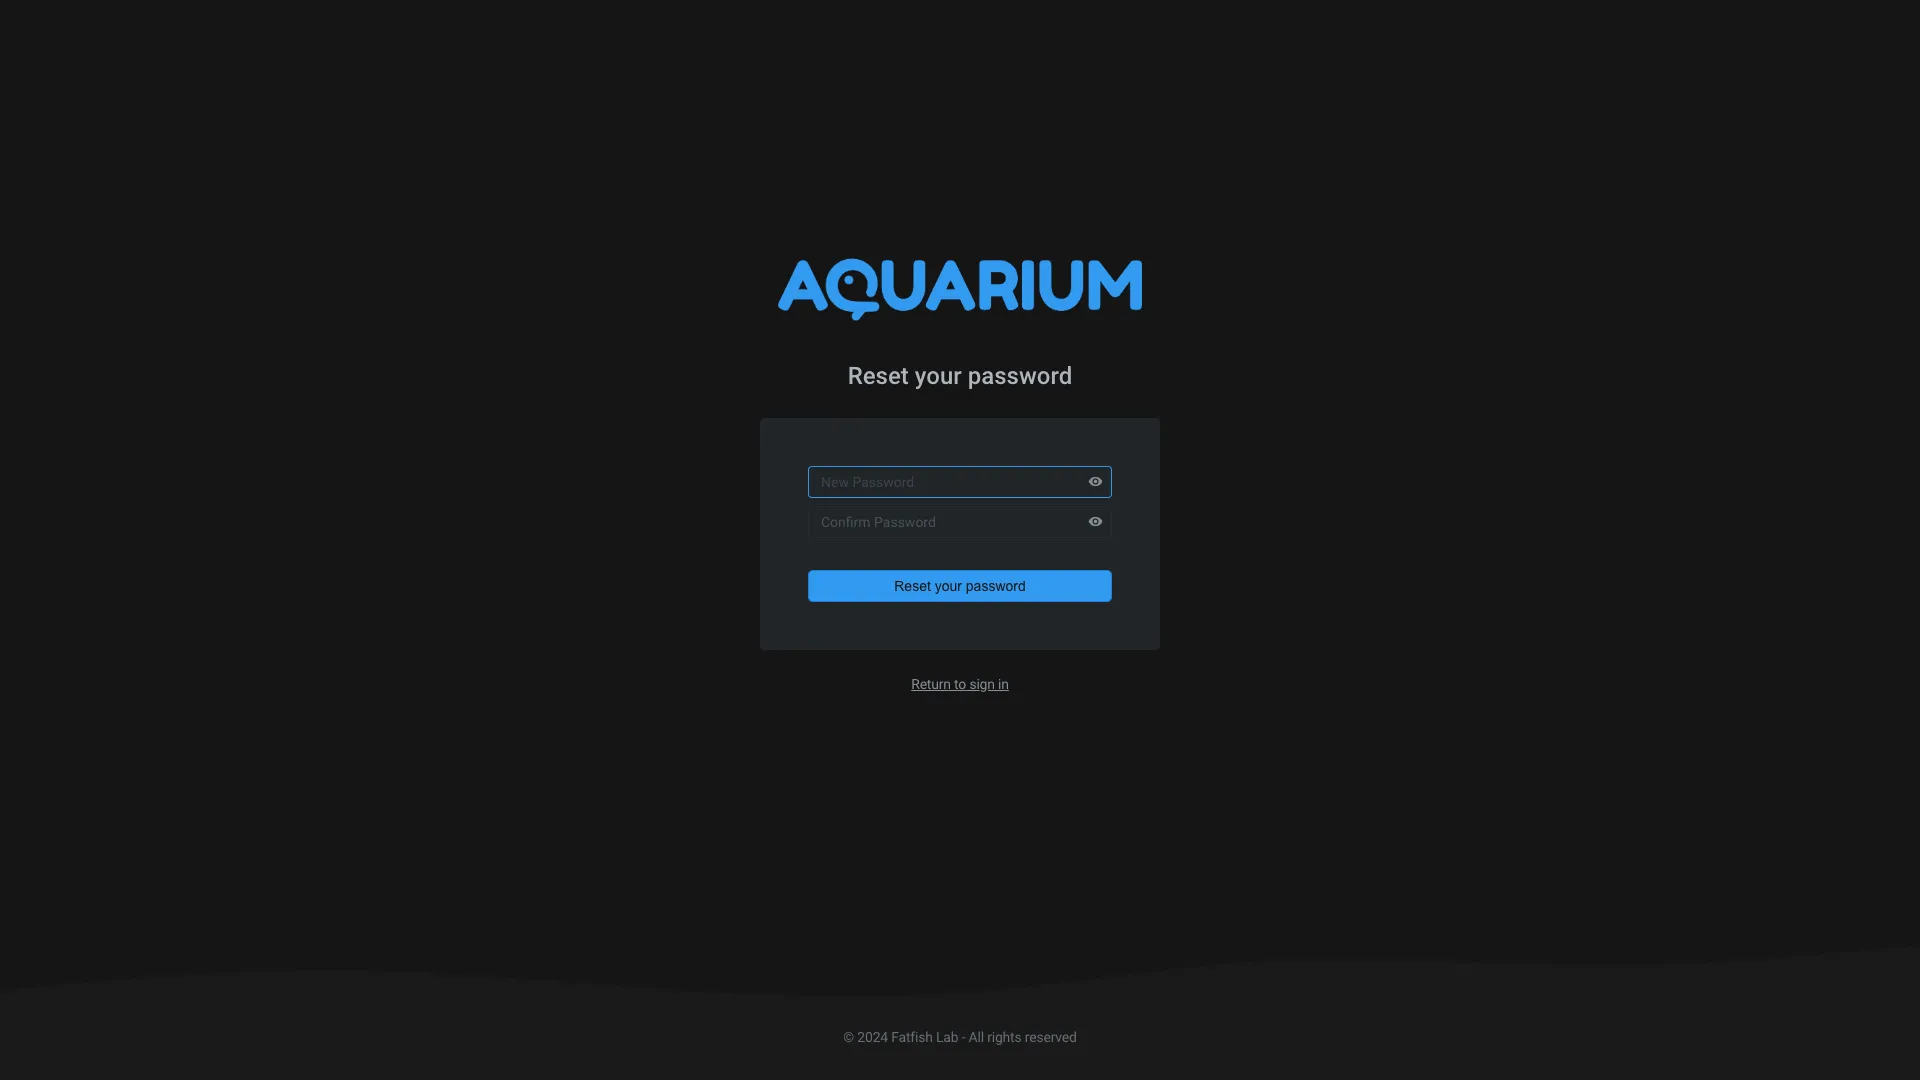 AQUARIUM
Reset your password
New Password
Confirm Password
Reset your password
Return to sign in
© 2024 Fatfish Lab - All rights reserved